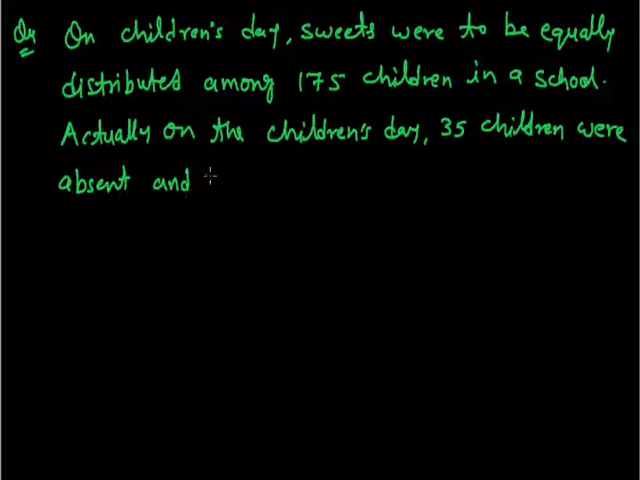 Qu On children's day, sweets were to be equally
distributed among 175 children in a school.
Actually on the children's day, 35 children were
absent and